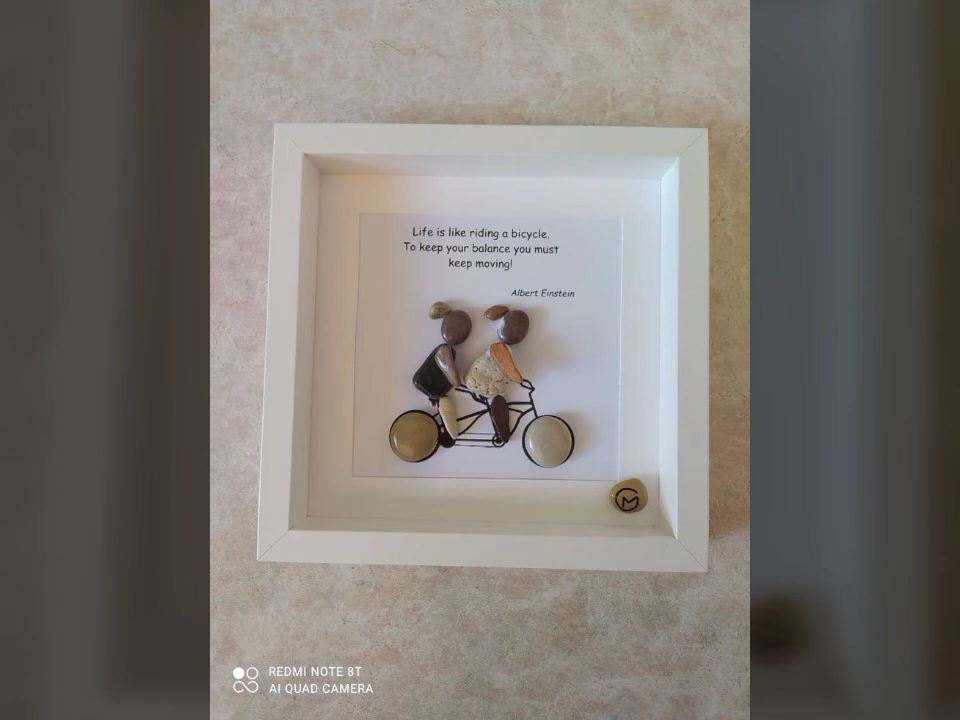 Life is like riding a bicycle.
To keep your balance you must
keep moving!
Albert Einstein
GM
REDMI NOTE 8T
AI QUAD CAMERA